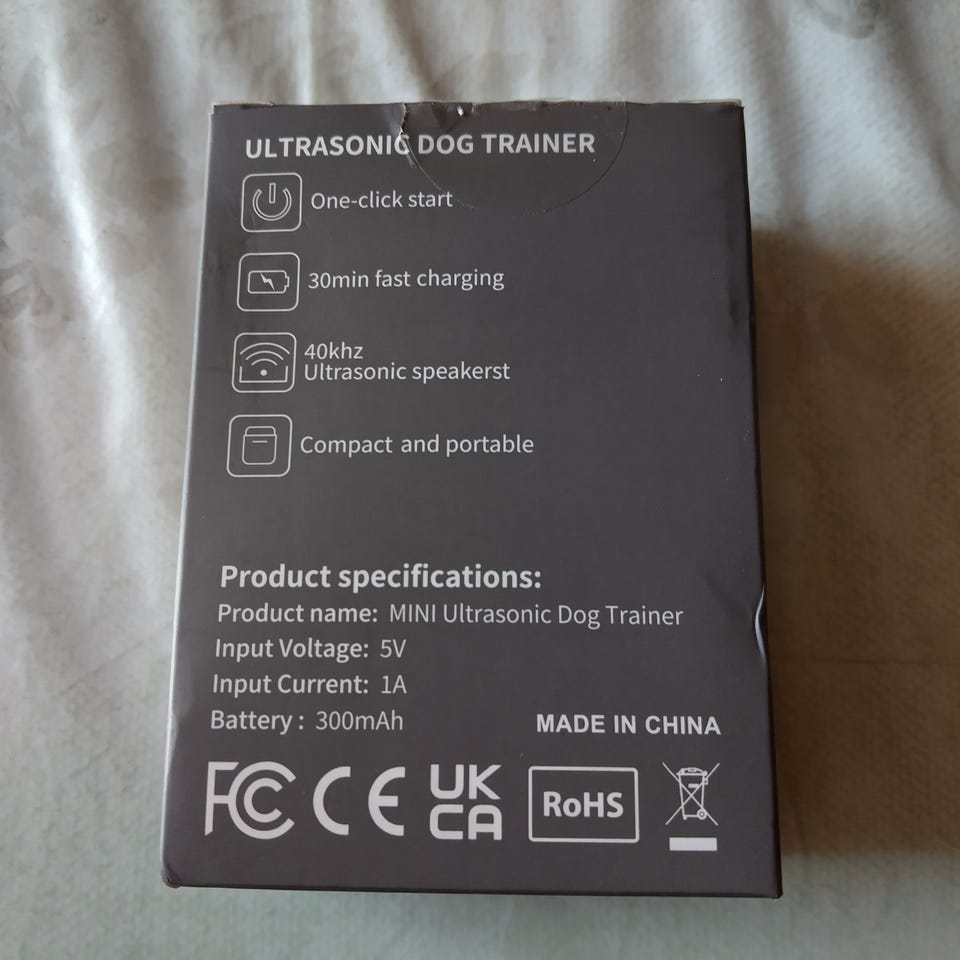 ULTRASONIC DOG TRAINER
One-click start
30min fast charging
40khz
Ultrasonic speakerst
Compact and portable
Product specifications:
Product name: MINI Ultrasonic Dog Trainer
Input Voltage: 5V
Input Current: 1A
Battery : 300mAh
MADE IN CHINA
FC CE UK
CA RoHS